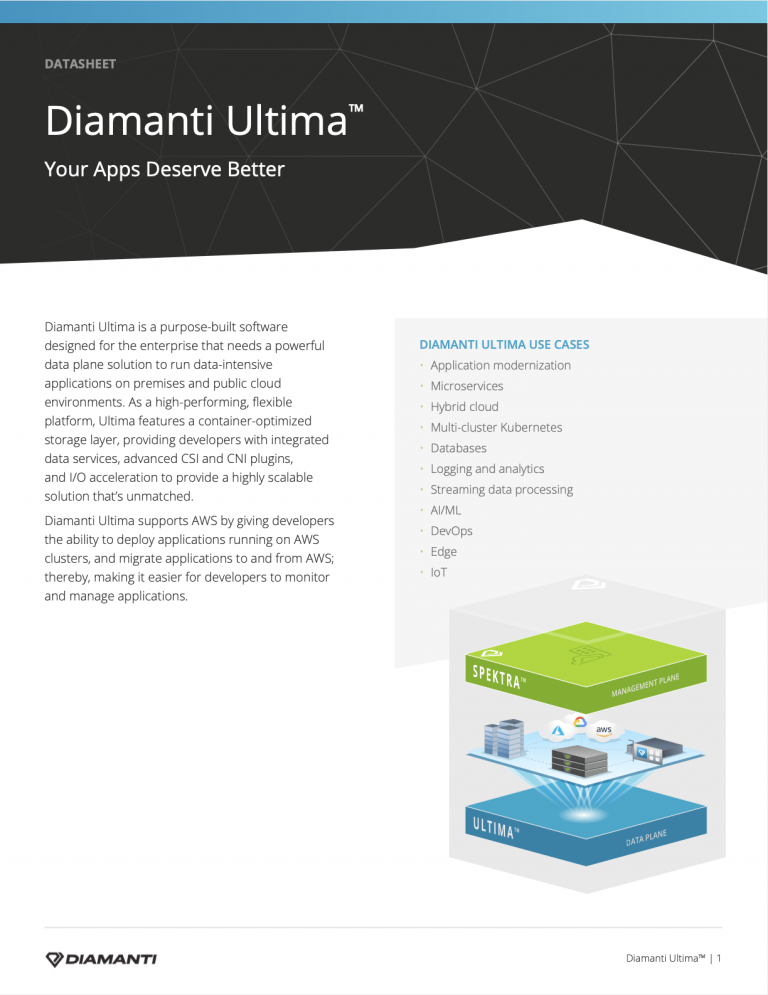 DATASHEET
Diamanti Ultima™
Your Apps Deserve Better
Diamanti Ultima is a purpose-built software
designed for the enterprise that needs a powerful
data plane solution to run data-intensive
applications on premises and public cloud
environments. As a high-performing, flexible
platform, Ultima features a container-optimized
storage layer, providing developers with integrated
data services, advanced CSI and CNI plugins,
and I/O acceleration to provide a highly scalable
solution that’s unmatched.
Diamanti Ultima supports AWS by giving developers
the ability to deploy applications running on AWS
clusters, and migrate applications to and from AWS;
thereby, making it easier for developers to monitor
and manage applications.
DIAMANTI ULTIMA USE CASES
· Application modernization
· Microservices
· Hybrid cloud
· Multi-cluster Kubernetes
· Databases
· Logging and analytics
· Streaming data processing
· AI/ML
· DevOps
· Edge
· IoT
SPEKTRA™
MANAGEMENT PLANE
aws
ULTIMA™
DATA PLANE
DIAMANTI
Diamanti Ultima™ | 1